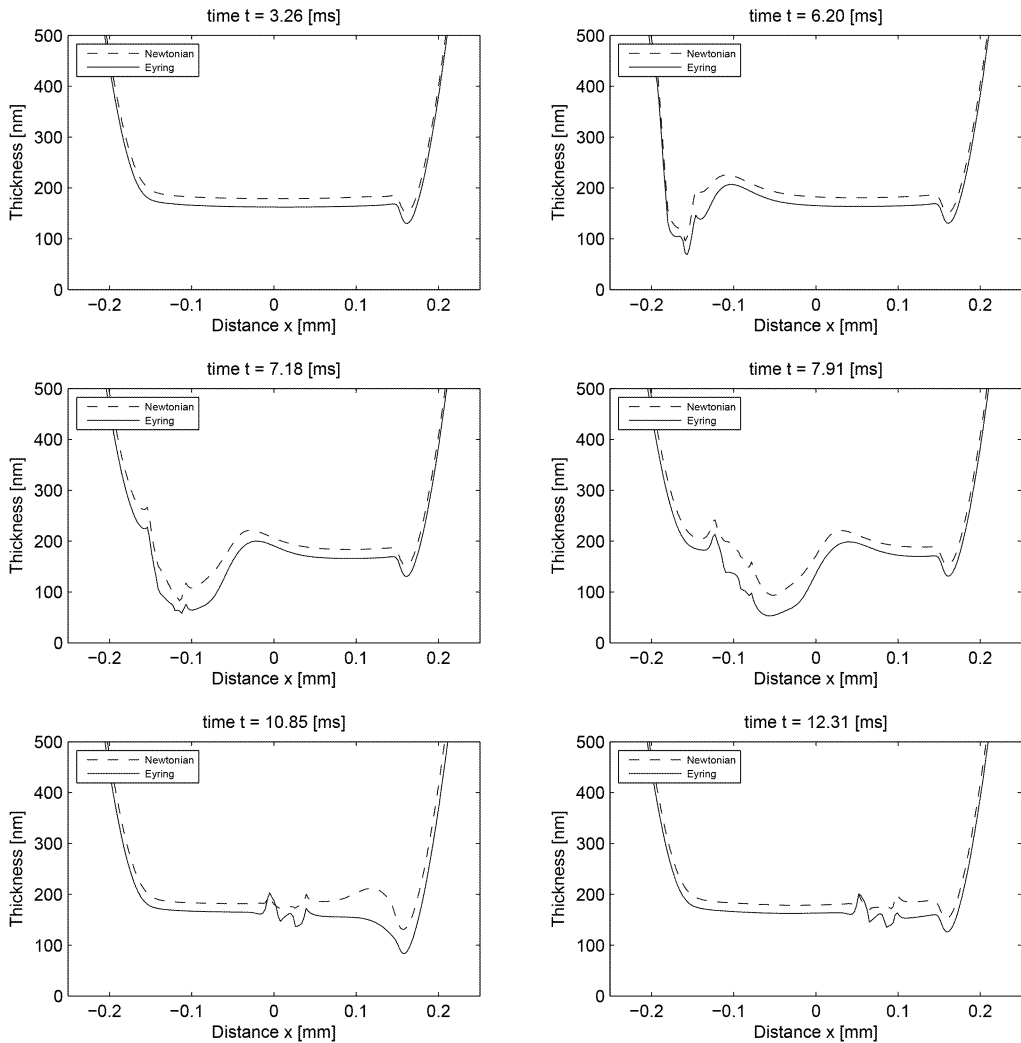 time t = 3.26 [ms]
500
400
300
200
100
0
Thickness [nm]
Newtonian
Eyring
−0.2 −0.1 0 0.1 0.2
Distance x [mm]
time t = 6.20 [ms]
500
400
300
200
100
0
Thickness [nm]
Newtonian
Eyring
−0.2 −0.1 0 0.1 0.2
Distance x [mm]
time t = 7.18 [ms]
500
400
300
200
100
0
Thickness [nm]
Newtonian
Eyring
−0.2 −0.1 0 0.1 0.2
Distance x [mm]
time t = 7.91 [ms]
500
400
300
200
100
0
Thickness [nm]
Newtonian
Eyring
−0.2 −0.1 0 0.1 0.2
Distance x [mm]
time t = 10.85 [ms]
500
400
300
200
100
0
Thickness [nm]
Newtonian
Eyring
−0.2 −0.1 0 0.1 0.2
Distance x [mm]
time t = 12.31 [ms]
500
400
300
200
100
0
Thickness [nm]
Newtonian
Eyring
−0.2 −0.1 0 0.1 0.2
Distance x [mm]